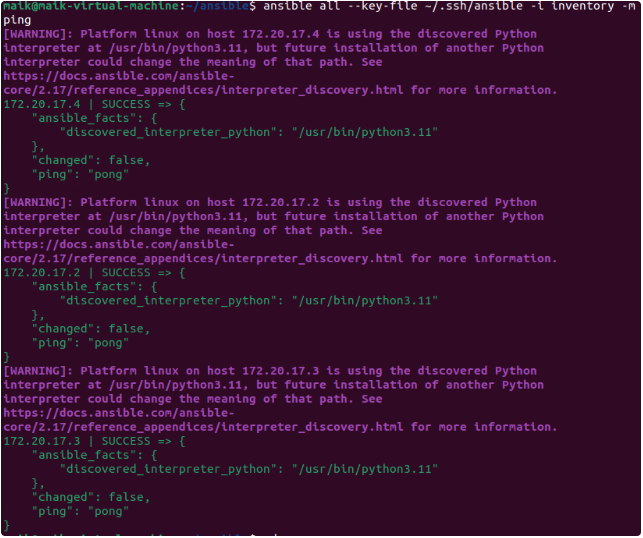 maik@maik-virtual-machine:~/ansible$ ansible all --key-file ~/.ssh/ansible -i inventory -m
ping
[WARNING]: Platform linux on host 172.20.17.4 is using the discovered Python
interpreter at /usr/bin/python3.11, but future installation of another Python
interpreter could change the meaning of that path. See
https://docs.ansible.com/ansible-
core/2.17/reference_appendices/interpreter_discovery.html for more information.
172.20.17.4 | SUCCESS => {
    "ansible_facts": {
        "discovered_interpreter_python": "/usr/bin/python3.11"
    },
    "changed": false,
    "ping": "pong"
}
[WARNING]: Platform linux on host 172.20.17.2 is using the discovered Python
interpreter at /usr/bin/python3.11, but future installation of another Python
interpreter could change the meaning of that path. See
https://docs.ansible.com/ansible-
core/2.17/reference_appendices/interpreter_discovery.html for more information.
172.20.17.2 | SUCCESS => {
    "ansible_facts": {
        "discovered_interpreter_python": "/usr/bin/python3.11"
    },
    "changed": false,
    "ping": "pong"
}
[WARNING]: Platform linux on host 172.20.17.3 is using the discovered Python
interpreter at /usr/bin/python3.11, but future installation of another Python
interpreter could change the meaning of that path. See
https://docs.ansible.com/ansible-
core/2.17/reference_appendices/interpreter_discovery.html for more information.
172.20.17.3 | SUCCESS => {
    "ansible_facts": {
        "discovered_interpreter_python": "/usr/bin/python3.11"
    },
    "changed": false,
    "ping": "pong"
}